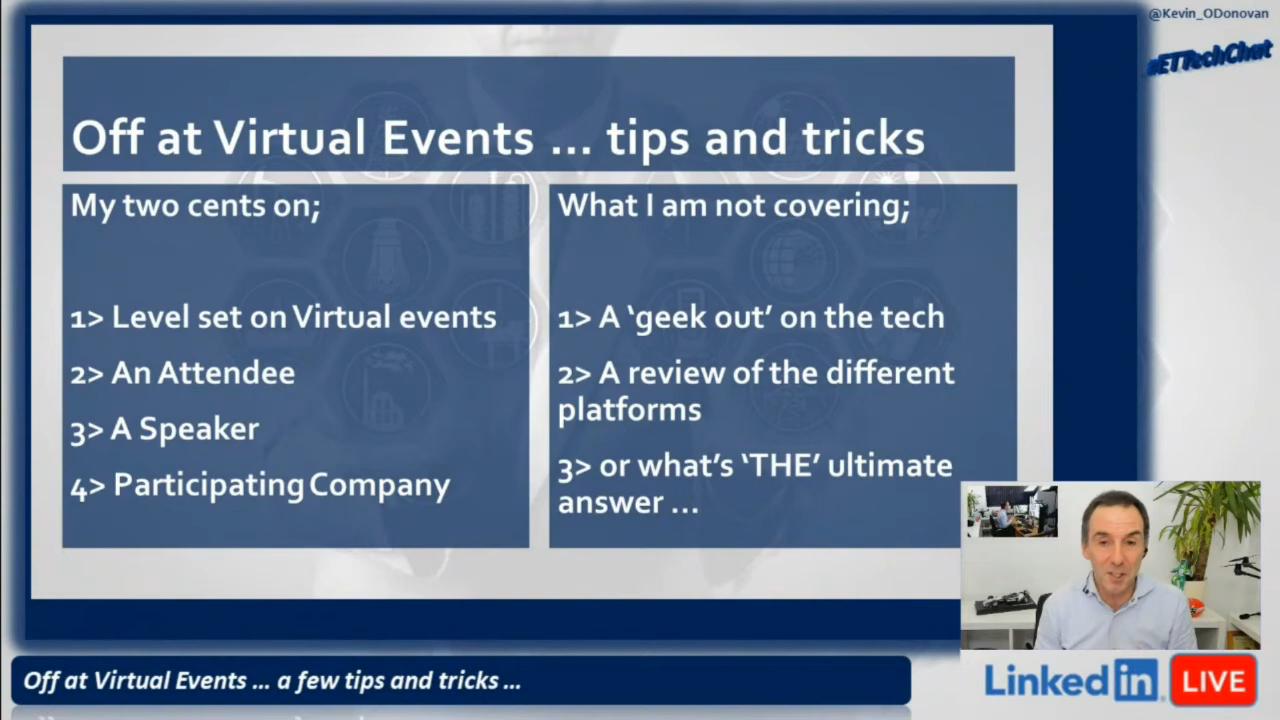 @Kevin_ODonovan
#ETTechChat
Off at Virtual Events ... tips and tricks
My two cents on;
1> Level set on Virtual events
2> An Attendee
3> A Speaker
4> Participating Company
What I am not covering;
1> A ‘geek out’ on the tech
2> A review of the different
platforms
3> or what’s ‘THE’ ultimate
answer ...
Off at Virtual Events ... a few tips and tricks ...
Linked in LIVE